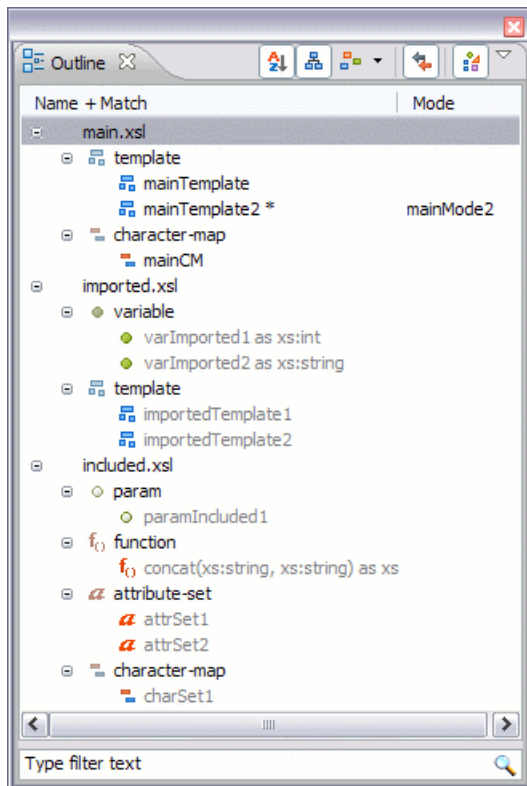 Outline
Name + Match Mode
main.xsl
template
mainTemplate
mainTemplate2 * mainMode2
character-map
mainCM
imported.xsl
variable
varImported1 as xs:int
varImported2 as xs:string
template
importedTemplate1
importedTemplate2
included.xsl
param
paramIncluded1
f() function
f() concat(xs:string, xs:string) as xs
a attribute-set
a attrSet1
a attrSet2
character-map
charSet1
Type filter text